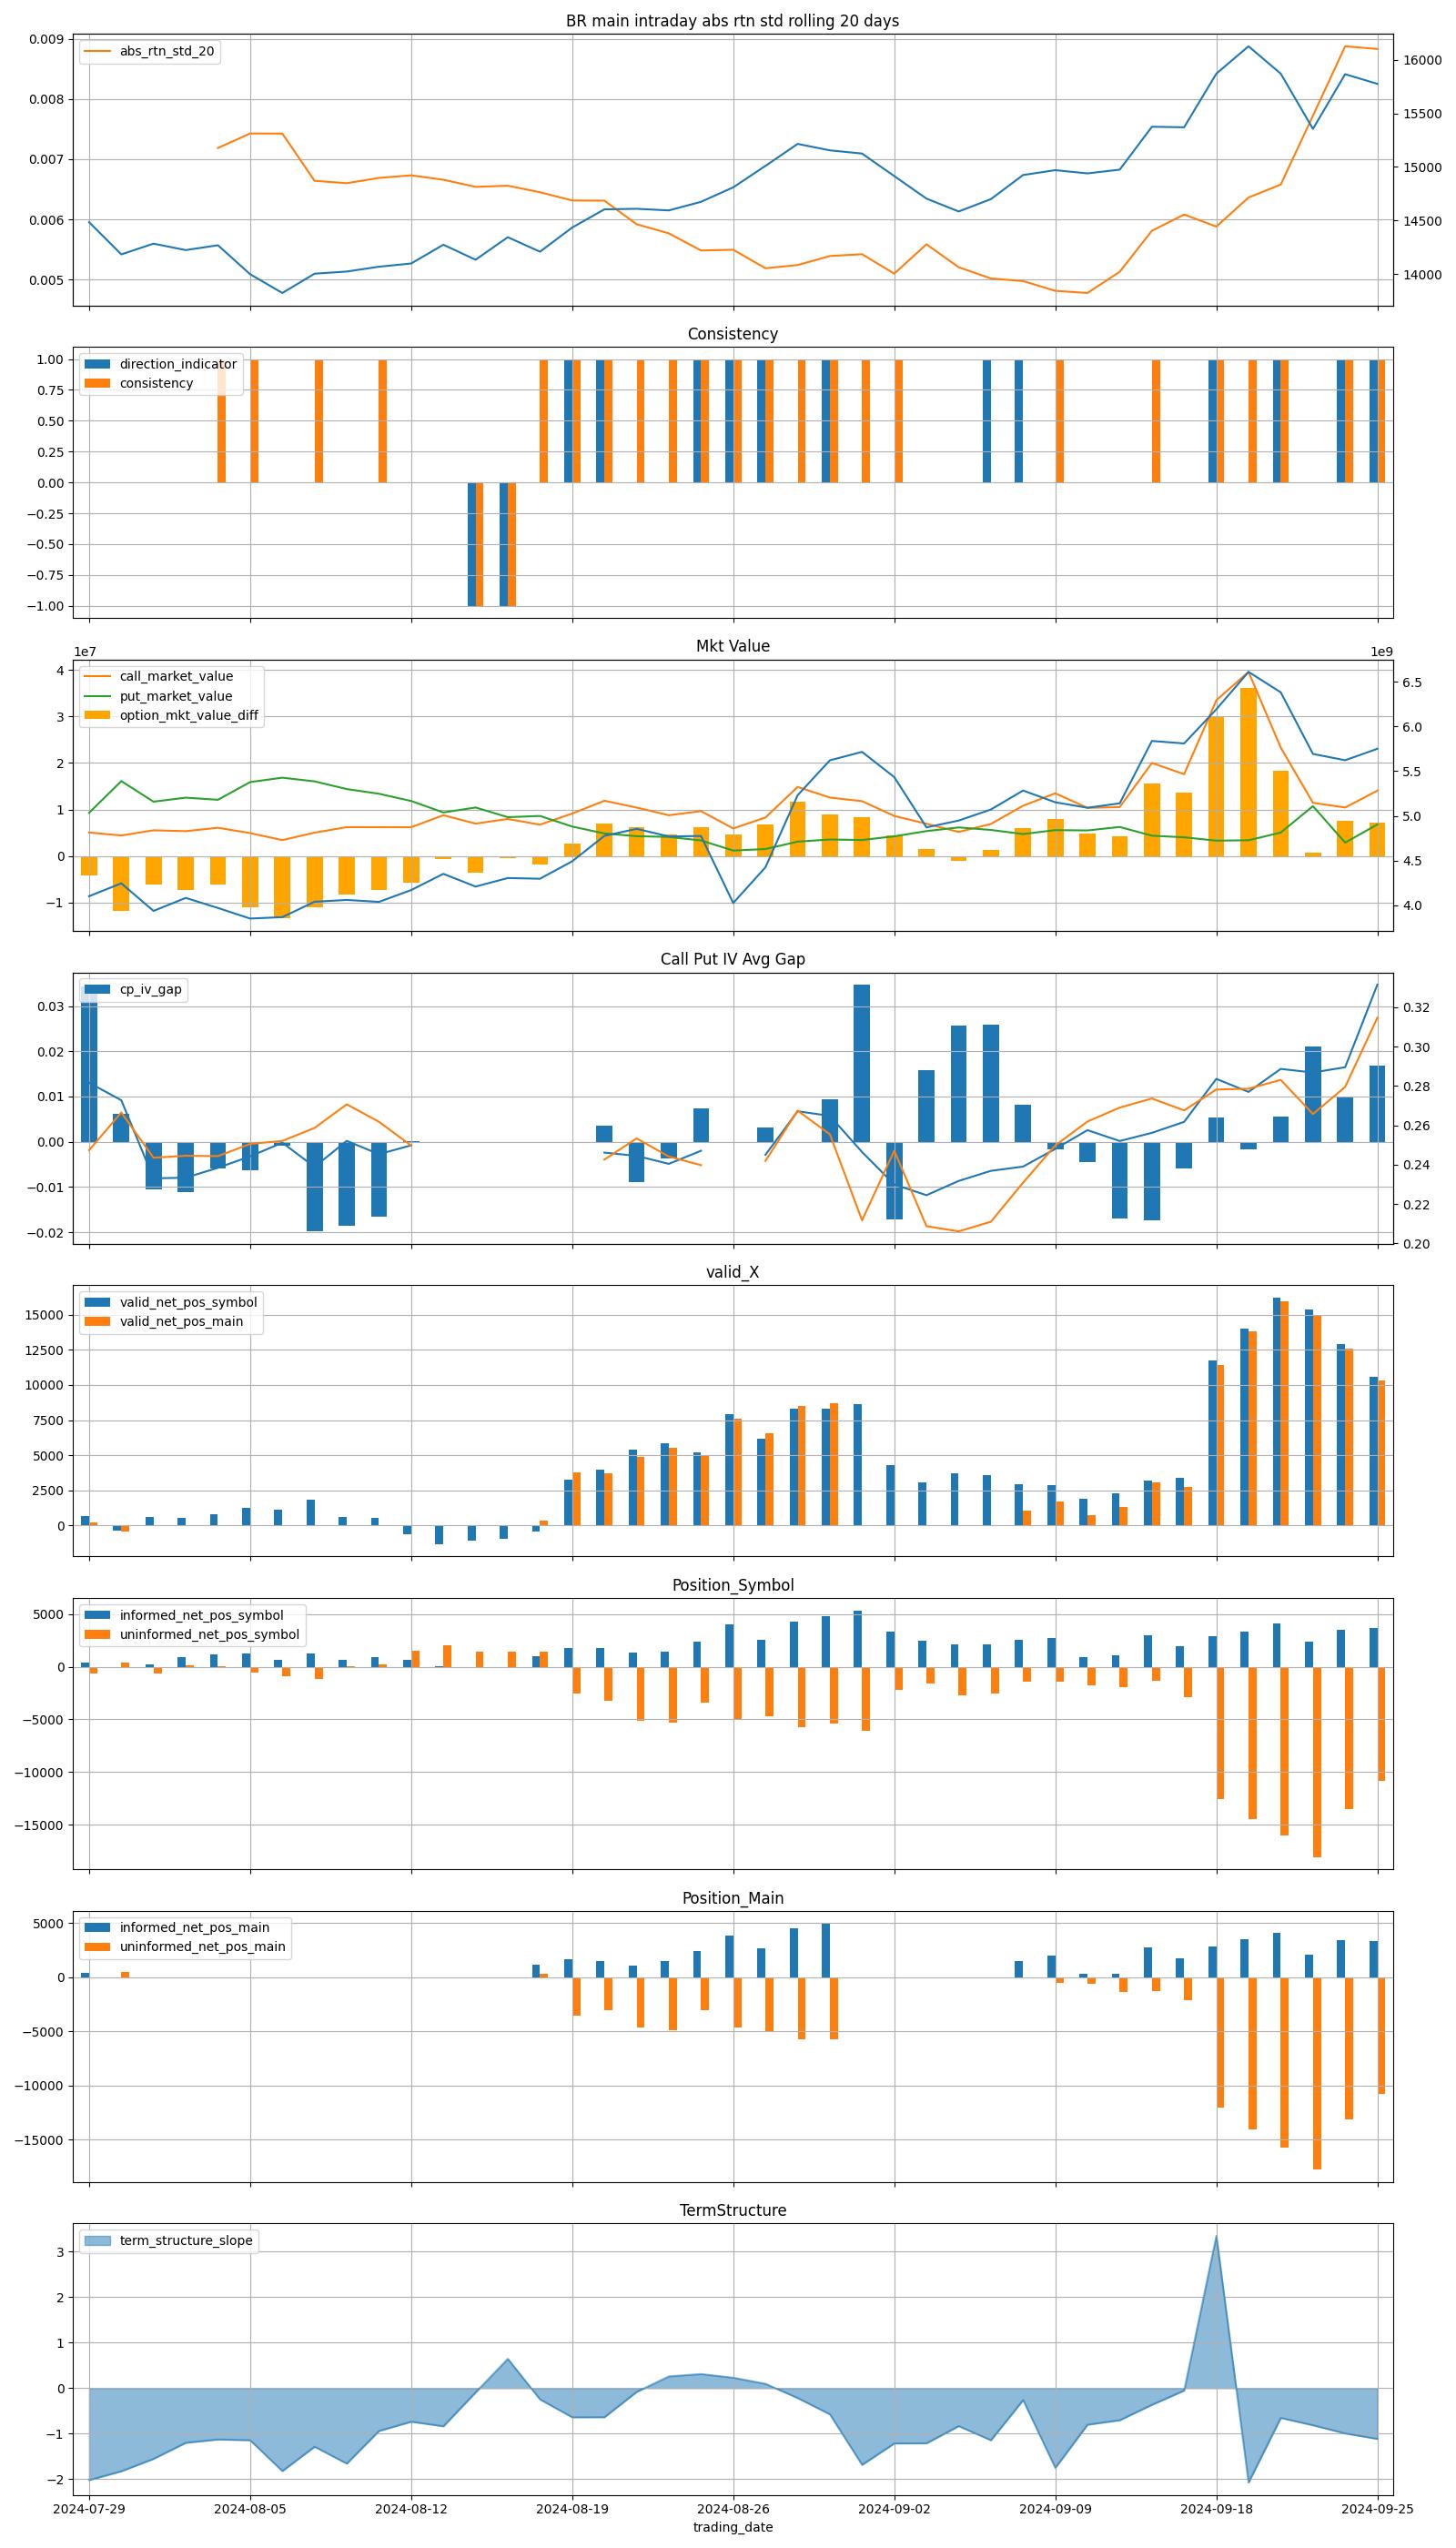 BR main intraday abs rtn std rolling 20 days
abs_rtn_std_20
0.009
0.008
0.007
0.006
0.005
16000
15500
15000
14500
14000
Consistency
direction_indicator
consistency
1.00
0.75
0.50
0.25
0.00
−0.25
−0.50
−0.75
−1.00
Mkt Value
1e7
1e9
call_market_value
put_market_value
option_mkt_value_diff
4
3
2
1
0
−1
6.5
6.0
5.5
5.0
4.5
4.0
Call Put IV Avg Gap
cp_iv_gap
0.03
0.02
0.01
0.00
−0.01
−0.02
0.32
0.30
0.28
0.26
0.24
0.22
0.20
valid_X
valid_net_pos_symbol
valid_net_pos_main
15000
12500
10000
7500
5000
2500
0
Position_Symbol
informed_net_pos_symbol
uninformed_net_pos_symbol
5000
0
−5000
−10000
−15000
Position_Main
informed_net_pos_main
uninformed_net_pos_main
5000
0
−5000
−10000
−15000
TermStructure
term_structure_slope
3
2
1
0
−1
−2
2024-07-29 2024-08-05 2024-08-12 2024-08-19 2024-08-26 2024-09-02 2024-09-09 2024-09-18 2024-09-25
trading_date